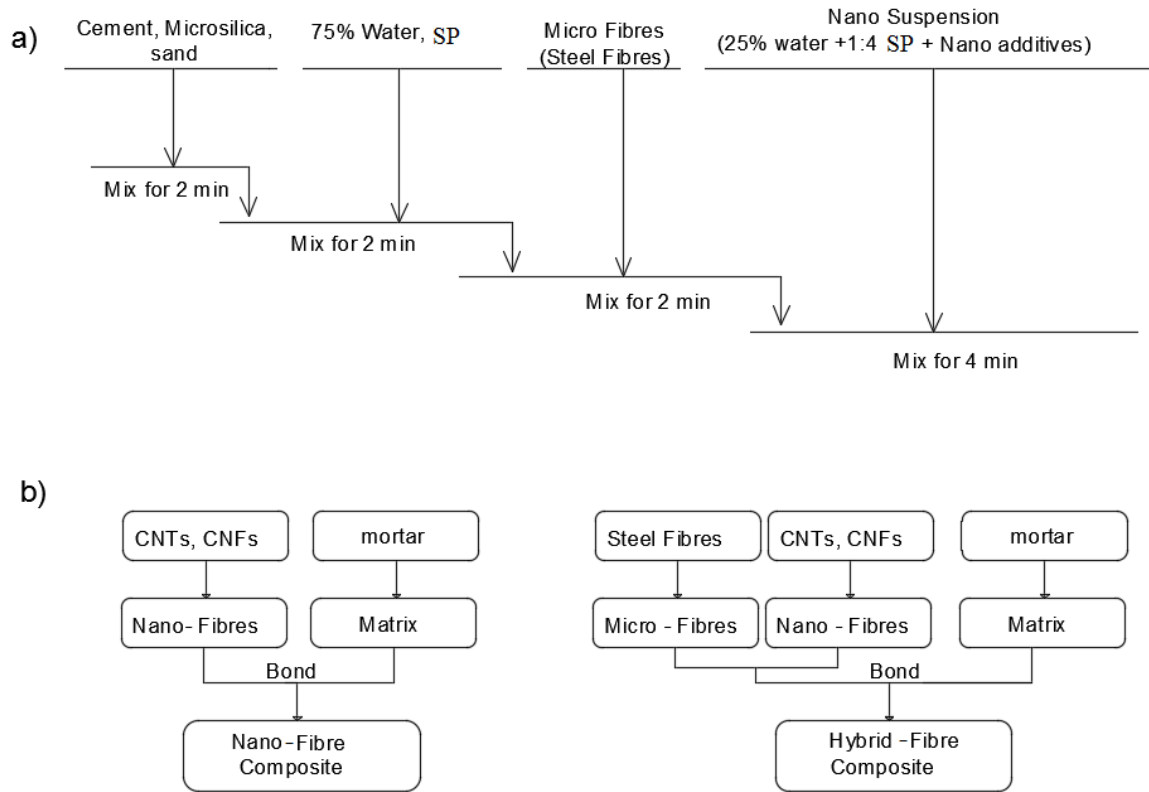 a)
Cement, Microsilica,
sand
75% Water, SP
Micro Fibres
(Steel Fibres)
Nano Suspension
(25% water +1:4 SP + Nano additives)
Mix for 2 min
Mix for 2 min
Mix for 2 min
Mix for 4 min
b)
CNTs, CNFs
mortar
Nano-Fibres
Matrix
Bond
Nano-Fibre
Composite
Steel Fibres
CNTs, CNFs
mortar
Micro - Fibres
Nano - Fibres
Matrix
Bond
Hybrid -Fibre
Composite